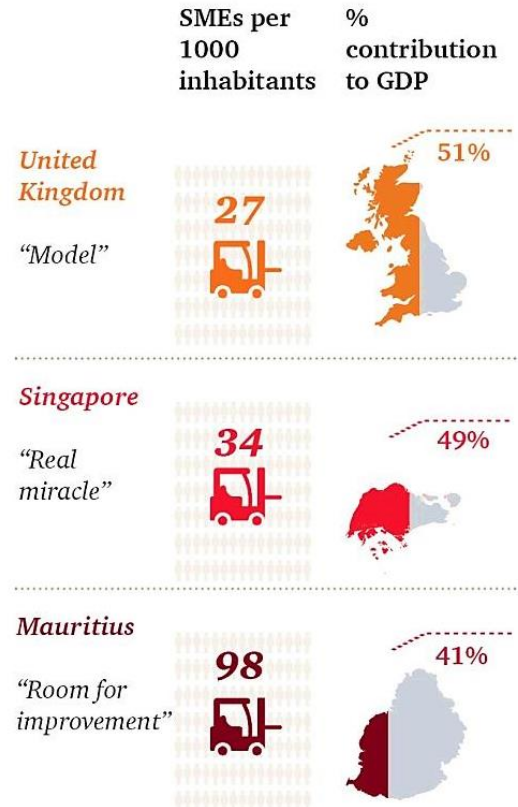 SMEs per
1000
inhabitants
%
contribution
to GDP
United
Kingdom
“Model”
27
51%
Singapore
“Real
miracle”
34
49%
Mauritius
“Room for
improvement”
98
41%